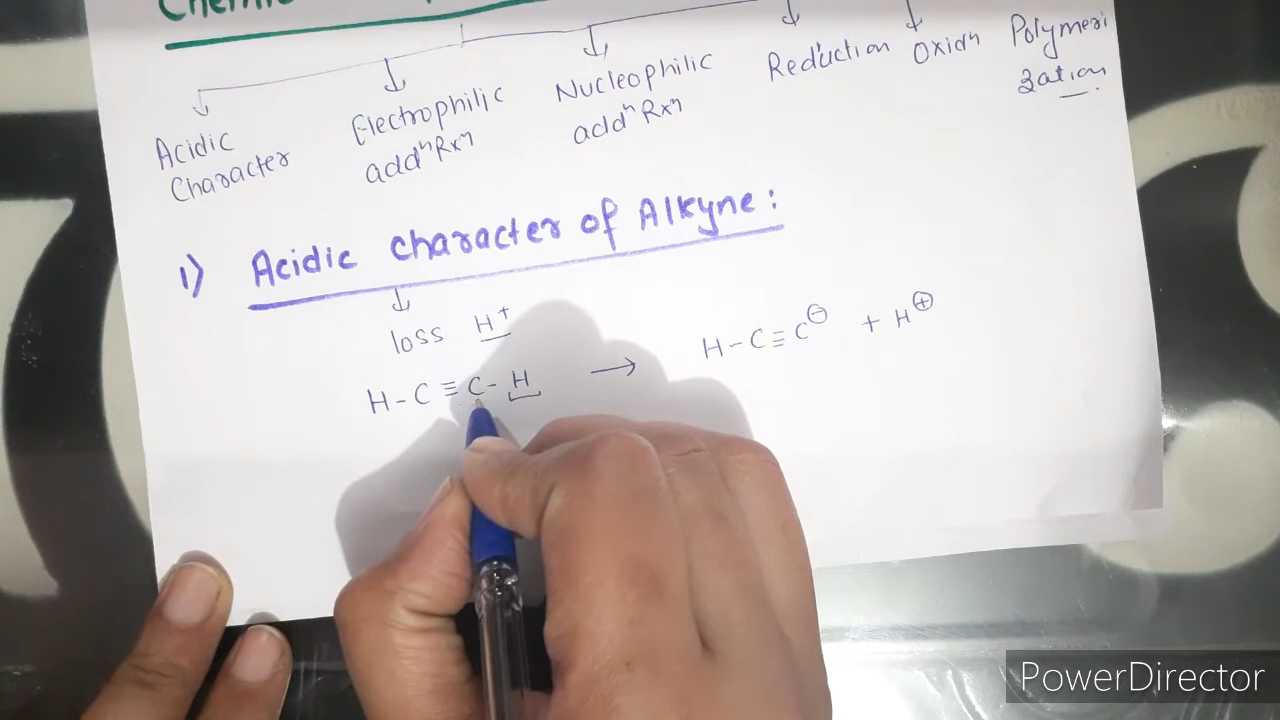 Acidic
Character
Electrophilic
addⁿ Rxⁿ
Nucleophilic
addⁿ Rxⁿ
Reduction
Oxidⁿ
Polymeri
zation
1) Acidic character of Alkyne:
loss H⁺
H-C≡C-H → H-C≡C⊖ + H⊕
PowerDirector